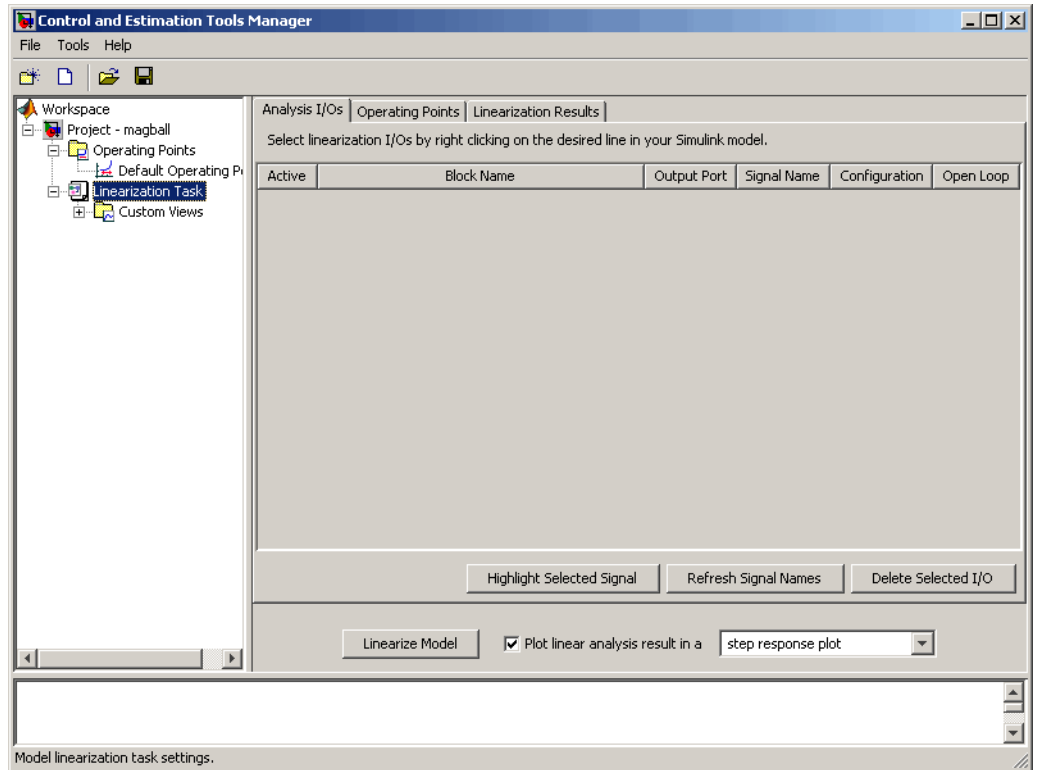 Control and Estimation Tools Manager
File Tools Help
Workspace
Project - magball
Operating Points
Default Operating P
Linearization Task
Custom Views
Analysis I/Os Operating Points Linearization Results
Select linearization I/Os by right clicking on the desired line in your Simulink model.
Active Block Name Output Port Signal Name Configuration Open Loop
Highlight Selected Signal Refresh Signal Names Delete Selected I/O
Linearize Model Plot linear analysis result in a step response plot
Model linearization task settings.